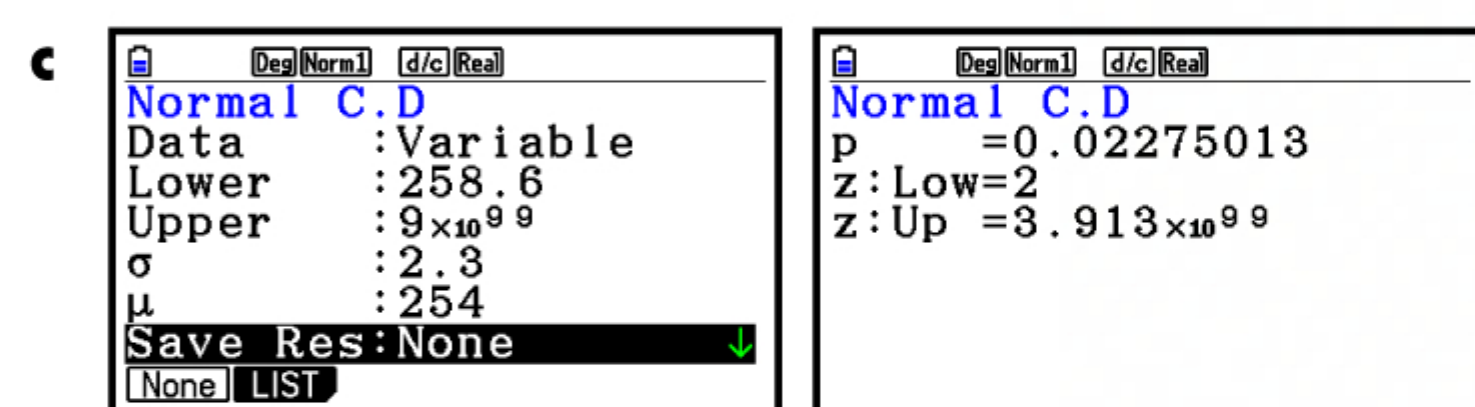 c
Deg Norm1 d/c Real
Normal C.D
Data :Variable
Lower :258.6
Upper :9×10⁹⁹
σ :2.3
μ :254
Save Res:None ↓
None LIST
Deg Norm1 d/c Real
Normal C.D
p =0.02275013
z:Low=2
z:Up =3.913×10⁹⁹